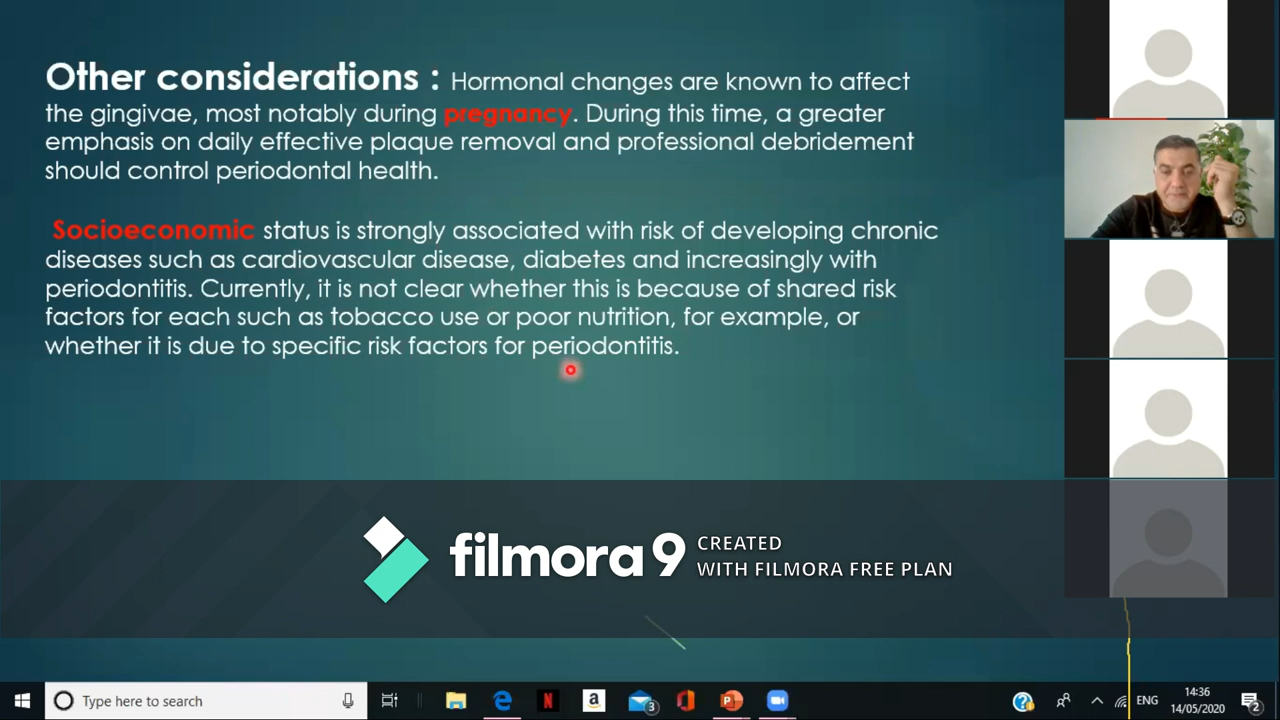 Other considerations : Hormonal changes are known to affect
the gingivae, most notably during pregnancy. During this time, a greater
emphasis on daily effective plaque removal and professional debridement
should control periodontal health.
Socioeconomic status is strongly associated with risk of developing chronic
diseases such as cardiovascular disease, diabetes and increasingly with
periodontitis. Currently, it is not clear whether this is because of shared risk
factors for each such as tobacco use or poor nutrition, for example, or
whether it is due to specific risk factors for periodontitis.
filmora 9
CREATED
WITH FILMORA FREE PLAN
Type here to search
N
a
3
P
?
ENG
14:36
14/05/2020
2